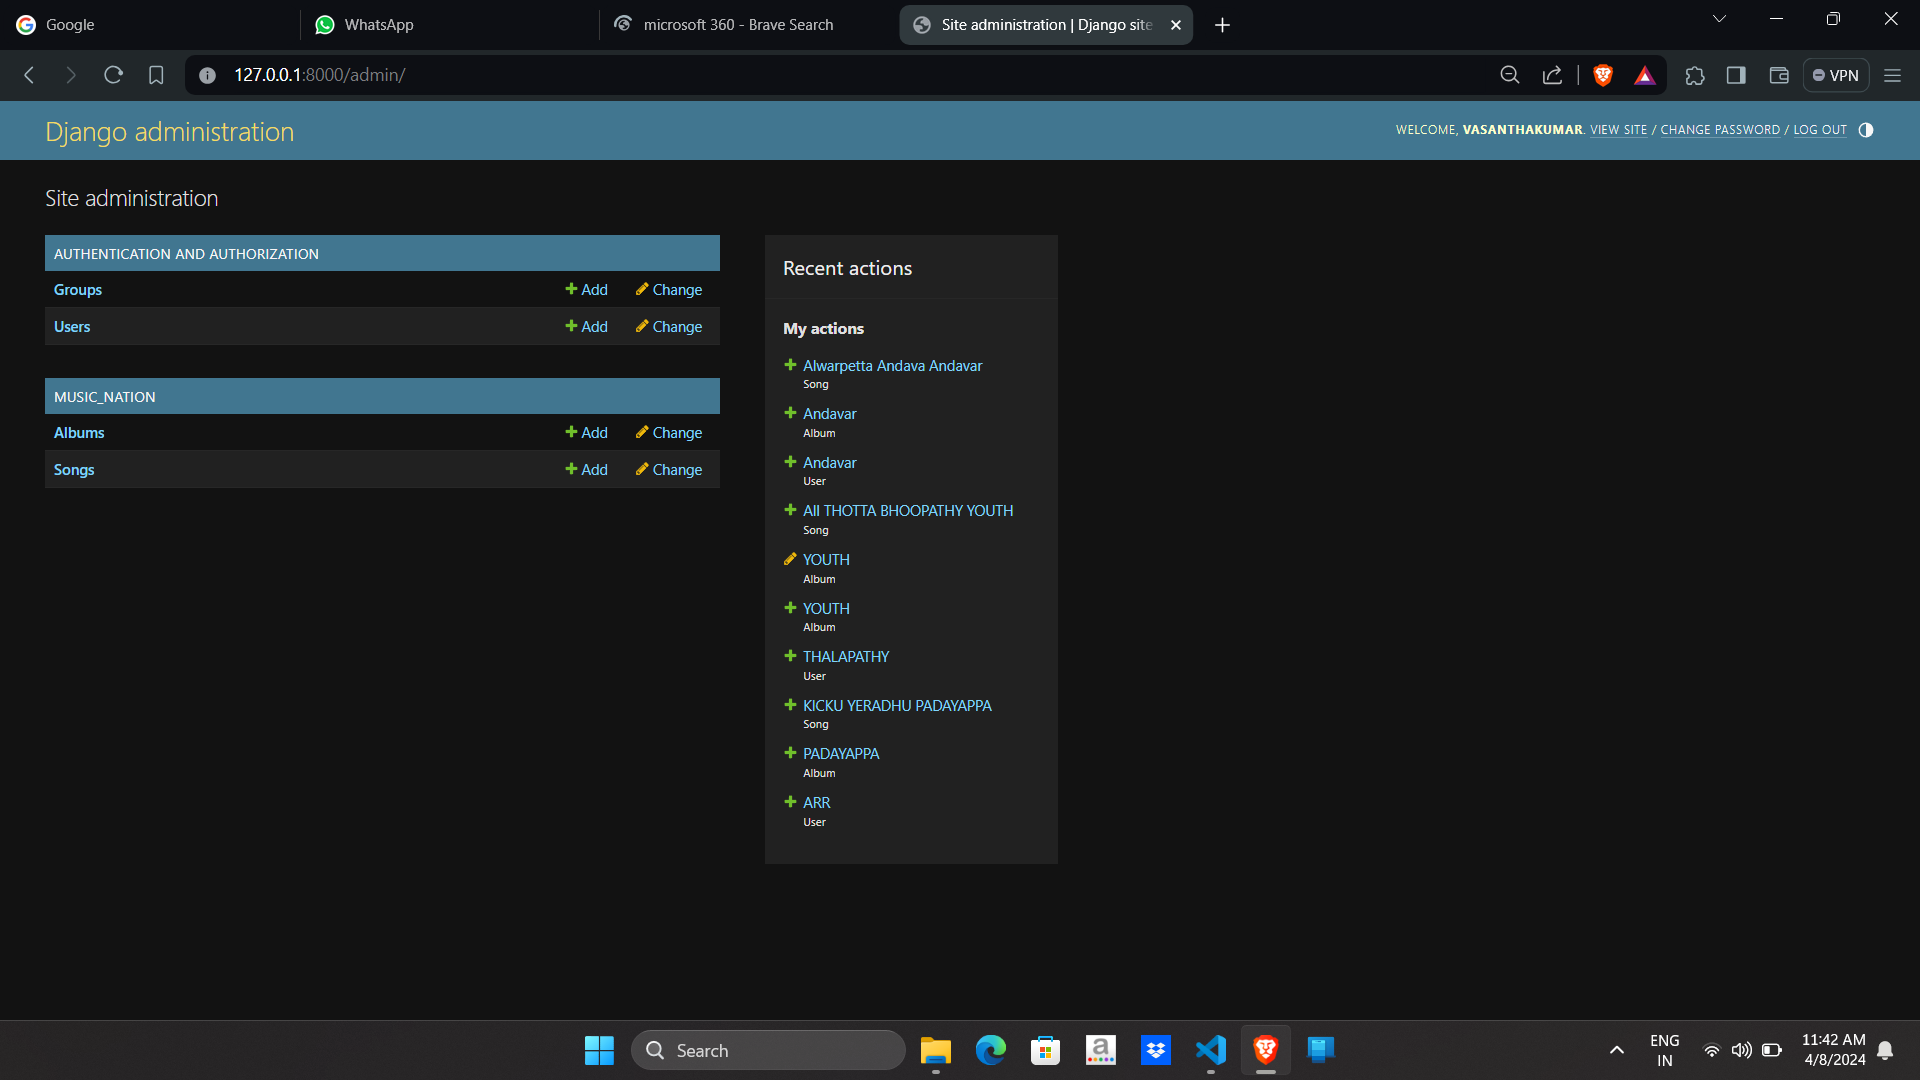 Google
WhatsApp
microsoft 360 - Brave Search
Site administration | Django site
127.0.0.1:8000/admin/
VPN
Django administration
WELCOME, VASANTHAKUMAR. VIEW SITE / CHANGE PASSWORD / LOG OUT
Site administration
AUTHENTICATION AND AUTHORIZATION
Groups Add Change
Users Add Change
MUSIC_NATION
Albums Add Change
Songs Add Change
Recent actions
My actions
Alwarpetta Andava Andavar
Song
Andavar
Album
Andavar
User
All THOTTA BHOOPATHY YOUTH
Song
YOUTH
Album
YOUTH
Album
THALAPATHY
User
KICKU YERADHU PADAYAPPA
Song
PADAYAPPA
Album
ARR
User
Search
a
ENG
IN
11:42 AM
4/8/2024